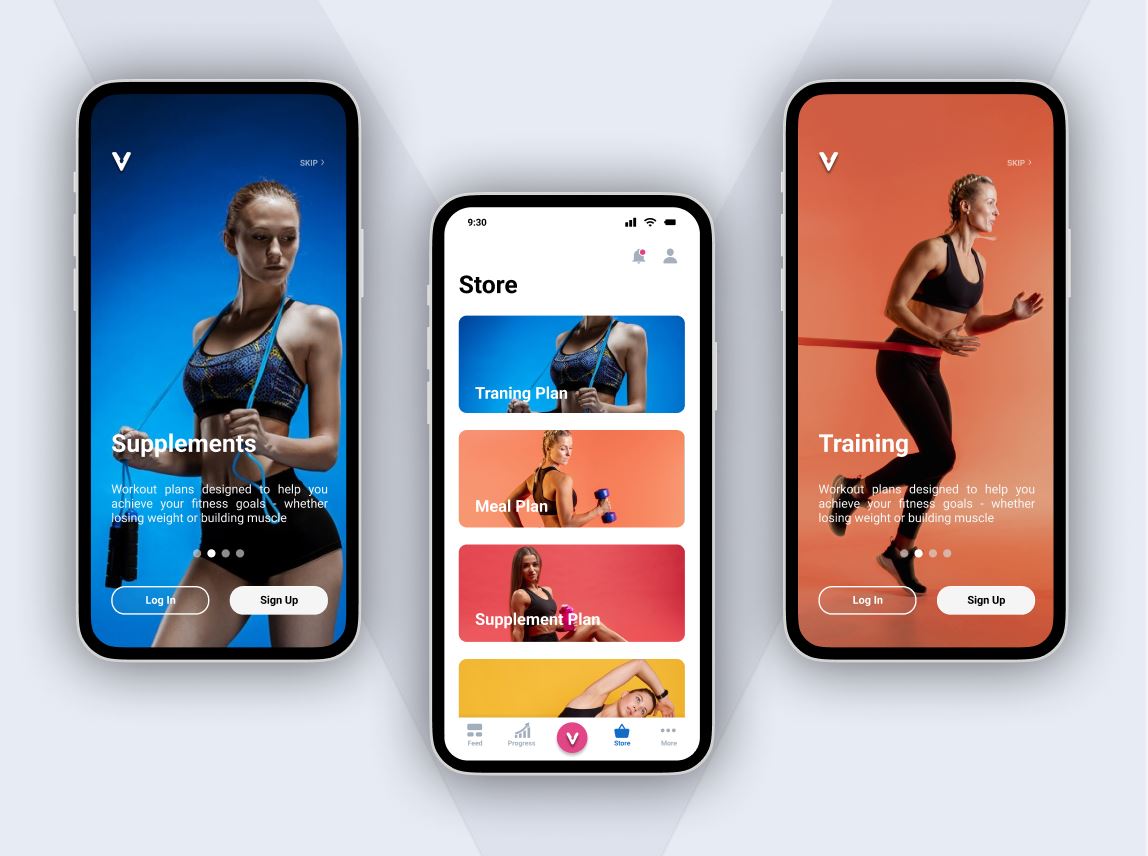 SKIP
Supplements
Workout plans designed to help you
achieve your fitness goals - whether
losing weight or building muscle
Log In
Sign Up
9:30
Store
Traning Plan
Meal Plan
Supplement Plan
Feed
Progress
Store
More
SKIP
Training
Workout plans designed to help you
achieve your fitness goals - whether
losing weight or building muscle
Log In
Sign Up